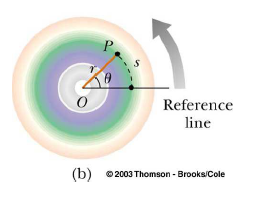 P
r
s
θ
O
Reference
line
(b) © 2003 Thomson - Brooks/Cole